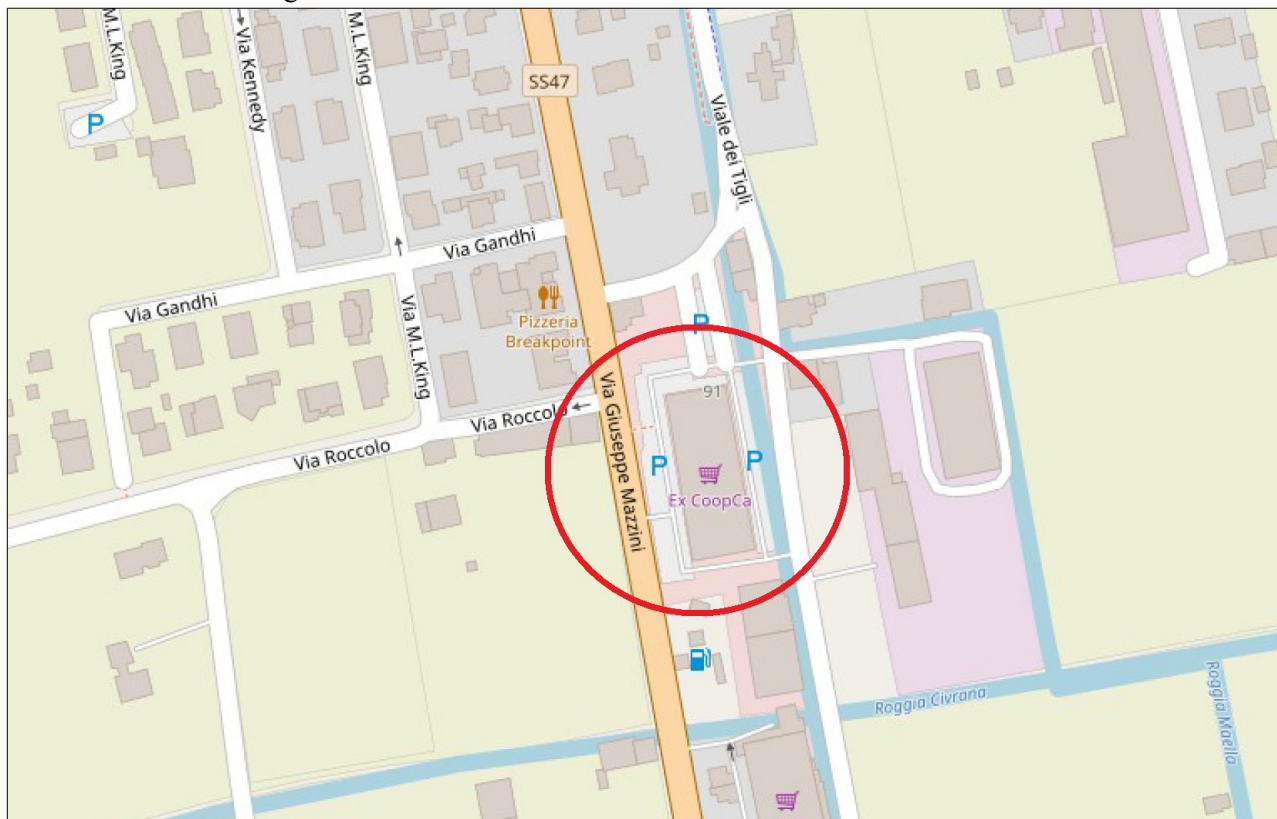 M.L.King
Via Kennedy
M.L.King
SS47
P
Viale dei Tigli
Via Gandhi
Via Gandhi
Via M.L.King
Pizzeria
Breakpoint
P
91
Via Roccolo
Via Roccolo
Via Giuseppe Mazzini
P
P
Ex CoopCa
Roggia Civrana
Roggia Maella